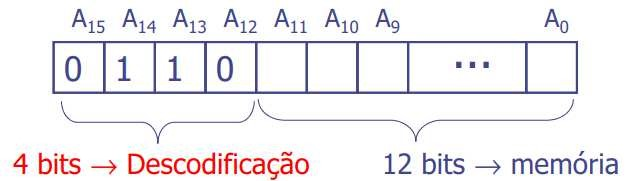 A15 A14 A13 A12 A11 A10 A9 A0
0 1 1 0 ...
4 bits → Descodificação 12 bits → memória